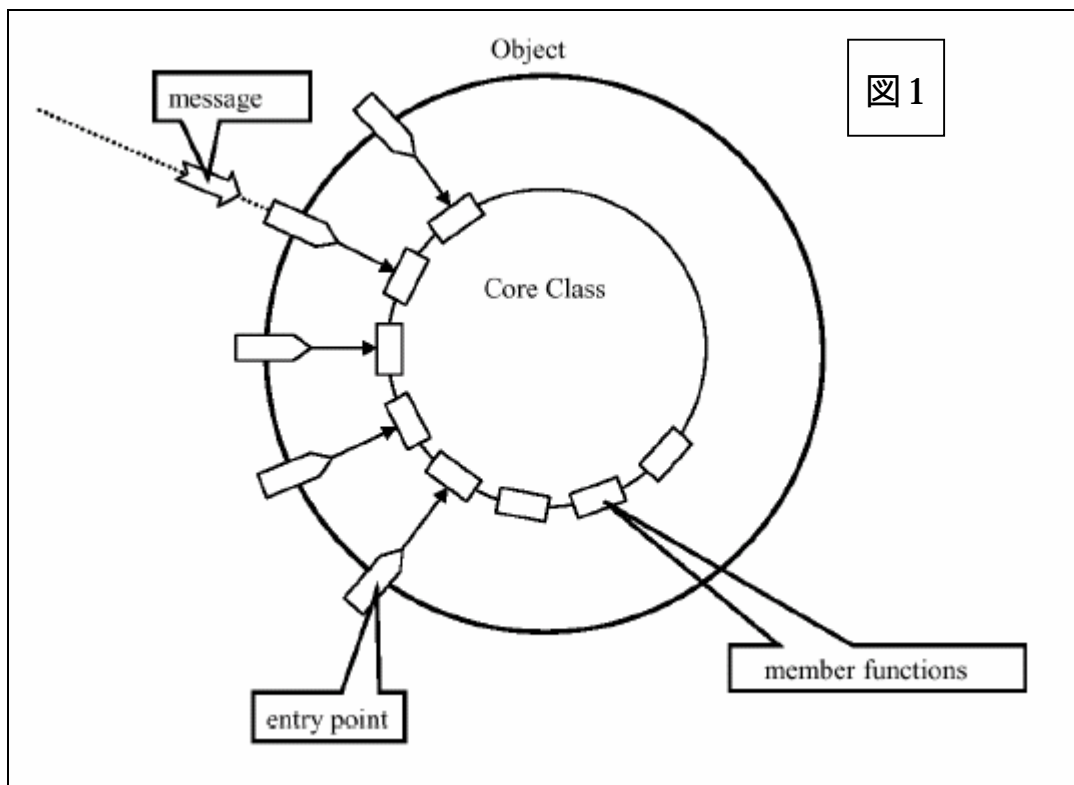 Object
図1
message
Core Class
member functions
entry point